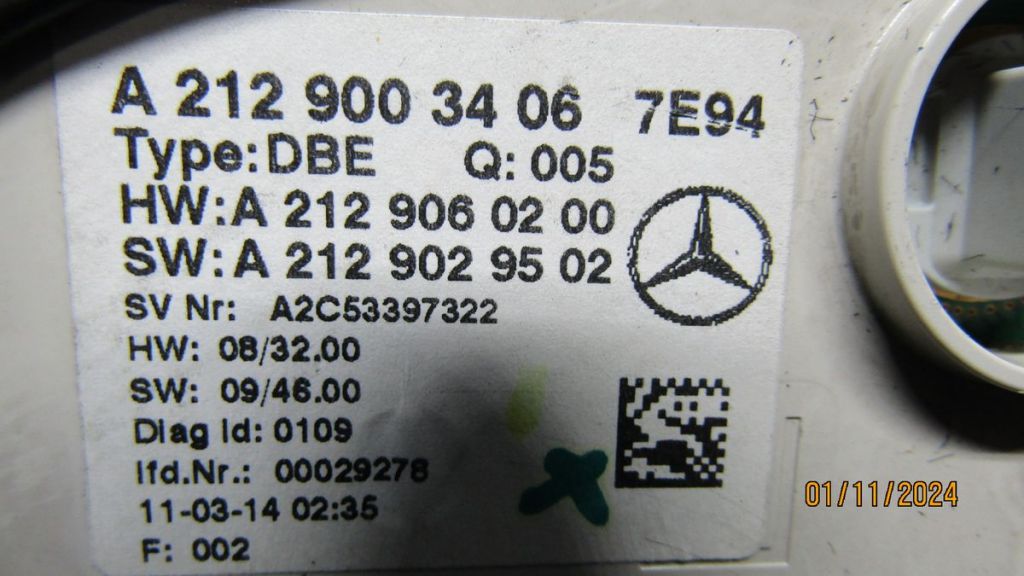 A 212 900 34 06 7E94
Type: DBE Q: 005
HW: A 212 906 02 00
SW: A 212 902 95 02
SV Nr: A2C53397322
HW: 08/32.00
SW: 09/46.00
Diag Id: 0109
lfd.Nr.: 00029278
11-03-14 02:35
F: 002
01/11/2024